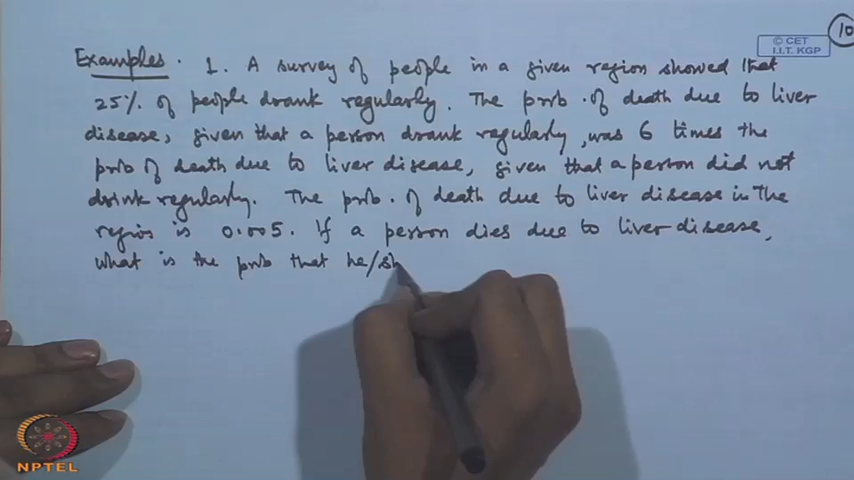 10
© CET
I.I.T. KGP
Examples. 1. A survey of people in a given region showed that
25% of people drank regularly. The prob. of death due to liver
disease, given that a person drank regularly, was 6 times the
prob of death due to liver disease, given that a person did not
drink regularly. The prob. of death due to liver disease in the
region is 0.005. If a person dies due to liver disease,
what is the prob that he/sh
NPTEL